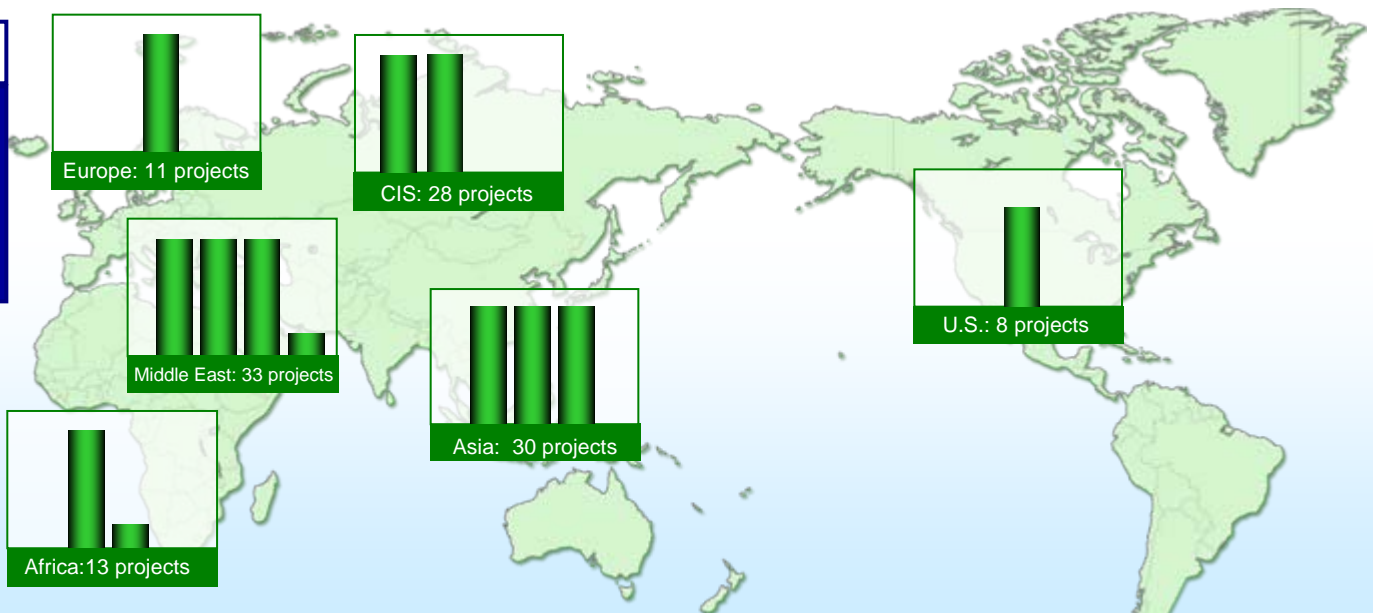 Europe: 11 projects
CIS: 28 projects
U.S.: 8 projects
Middle East: 33 projects
Asia:  30 projects
Africa:13 projects